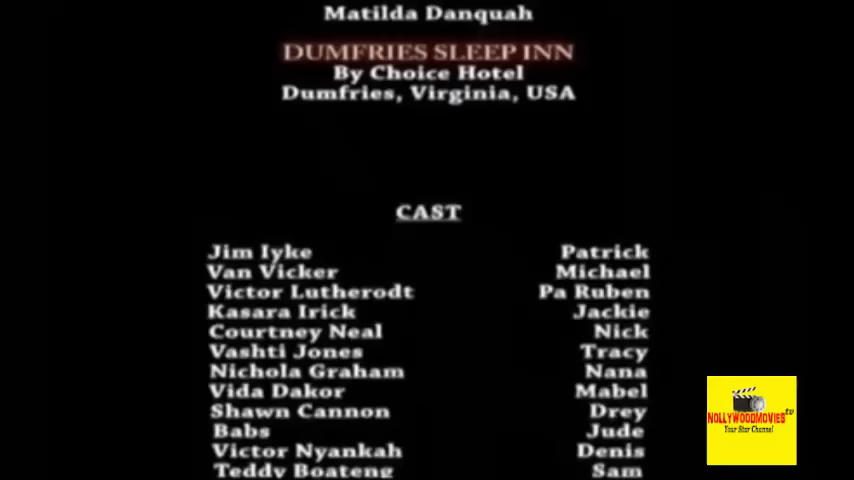 Matilda Danquah
DUMFRIES SLEEP INN
By Choice Hotel
Dumfries, Virginia, USA
CAST
Jim Iyke Patrick
Van Vicker Michael
Victor Lutherodt Pa Ruben
Kasara Irick Jackie
Courtney Neal Nick
Vashti Jones Tracy
Nichola Graham Nana
Vida Dakor Mabel
Shawn Cannon Drey
Babs Jude
Victor Nyankah Denis
Teddy Boateng Sam
NOLLYWOODMOVIES tv
Your Star Channel